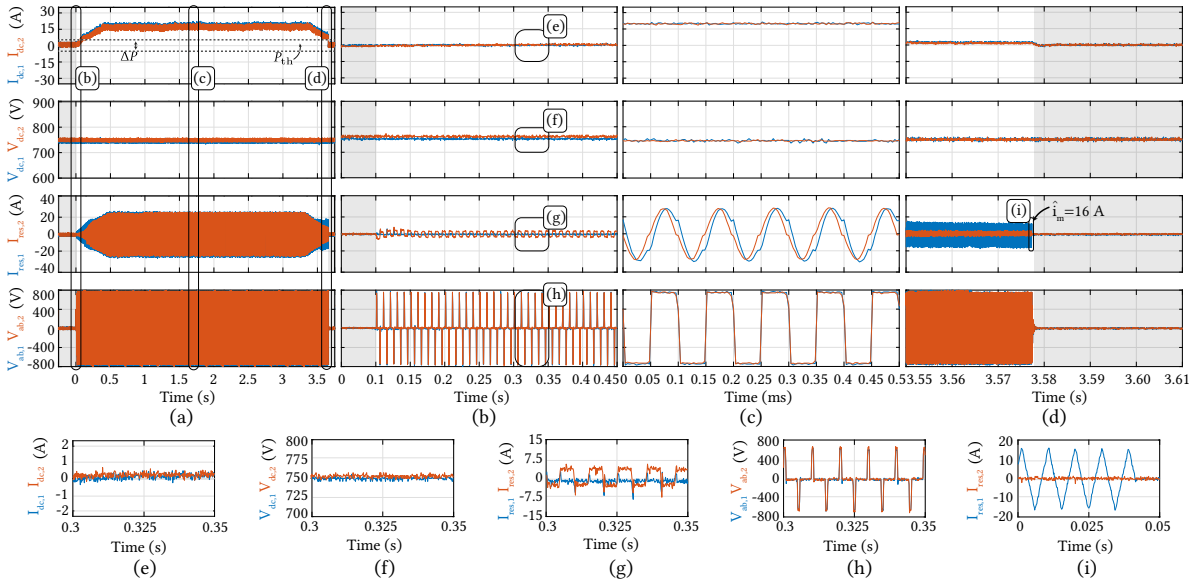 I_dc,1 I_dc,2 (A)
30
15
0
-15
-30
ΔP
P_th
(b)
(c)
(d)
(e)
V_dc,1 V_dc,2 (V)
900
800
700
600
(f)
I_res,1 I_res,2 (A)
40
20
0
-20
-40
(g)
(i)
î_m=16 A
V_ab,1 V_ab,2 (V)
800
400
0
-400
-800
(h)
0 0.5 1 1.5 2 2.5 3 3.5
0 0.1 0.1 0.2 0.2 0.3 0.3 0.4 0.45
0.05 0.1 0.15 0.2 0.25 0.3 0.35 0.4 0.45 0.5
3.55 3.56 3.57 3.58 3.59 3.60 3.61
Time (s)
Time (s)
Time (ms)
Time (s)
(a)
(b)
(c)
(d)
I_dc,1 I_dc,2 (A)
2
1
0
-1
-2
0.3 0.325 0.35
Time (s)
(e)
V_dc,1 V_dc,2 (V)
800
775
750
725
700
0.3 0.325 0.35
Time (s)
(f)
I_res,1 I_res,2 (A)
15
7.5
0
-7.5
-15
0.3 0.325 0.35
Time (s)
(g)
V_ab,1 V_ab,2 (V)
800
400
0
-400
-800
0.3 0.325 0.35
Time (s)
(h)
I_res,1 I_res,2 (A)
20
10
0
-10
20
0 0.025 0.05
Time (s)
(i)